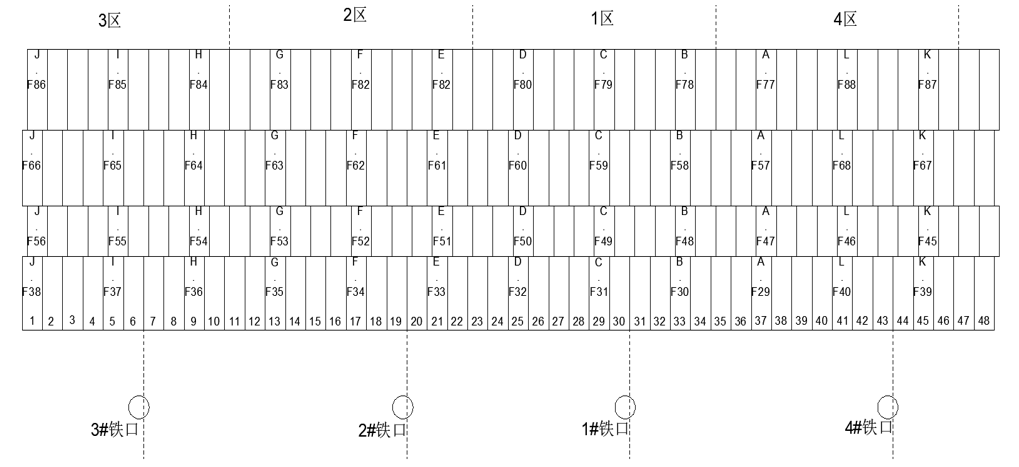 3区 2区 1区 4区
J I H G F E D C B A L K
. . . . . . . . . . . .
F86 F85 F84 F83 F82 F82 F80 F79 F78 F77 F88 F87
J I H G F E D C B A L K
. . . . . . . . . . . .
F66 F65 F64 F63 F62 F61 F60 F59 F58 F57 F68 F67
J I H G F E D C B A L K
. . . . . . . . . . . .
F56 F55 F54 F53 F52 F51 F50 F49 F48 F47 F46 F45
J I H G F E D C B A L K
. . . . . . . . . . . .
F38 F37 F36 F35 F34 F33 F32 F31 F30 F29 F40 F39
1 2 3 4 5 6 7 8 9 10 11 12 13 14 15 16 17 18 19 20 21 22 23 24 25 26 27 28 29 30 31 32 33 34 35 36 37 38 39 40 41 42 43 44 45 46 47 48
3#铁口 2#铁口 1#铁口 4#铁口